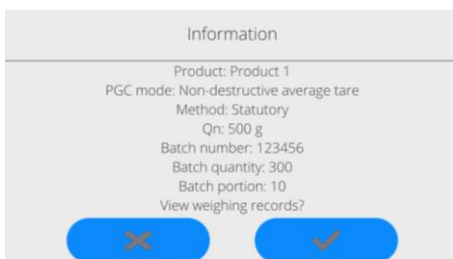 Information
Product: Product 1
PGC mode: Non-destructive average tare
Method: Statutory
Qn: 500 g
Batch number: 123456
Batch quantity: 300
Batch portion: 10
View weighing records?